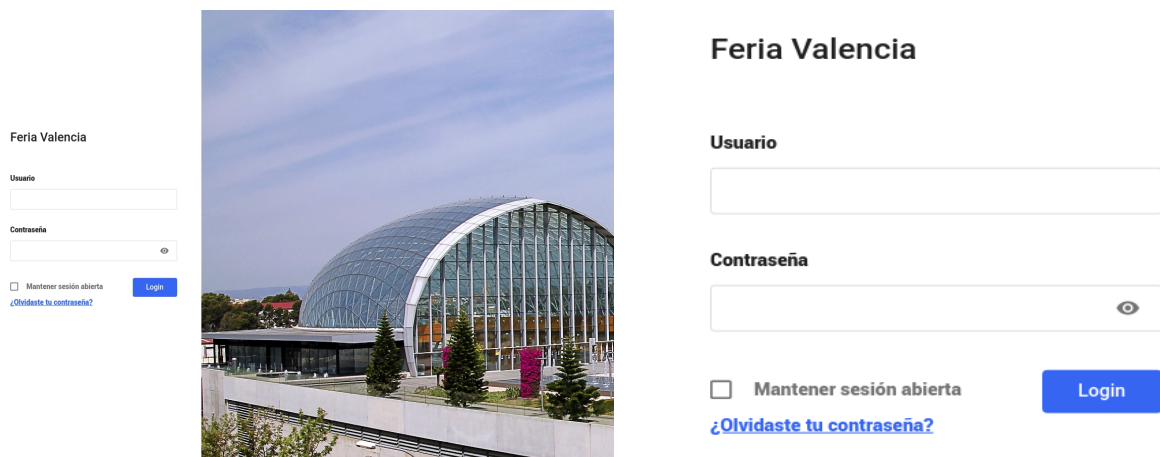 Feria Valencia
Usuario
Contraseña
Mantener sesión abierta
Login
¿Olvidaste tu contraseña?
Feria Valencia
Usuario
Contraseña
Mantener sesión abierta
Login
¿Olvidaste tu contraseña?